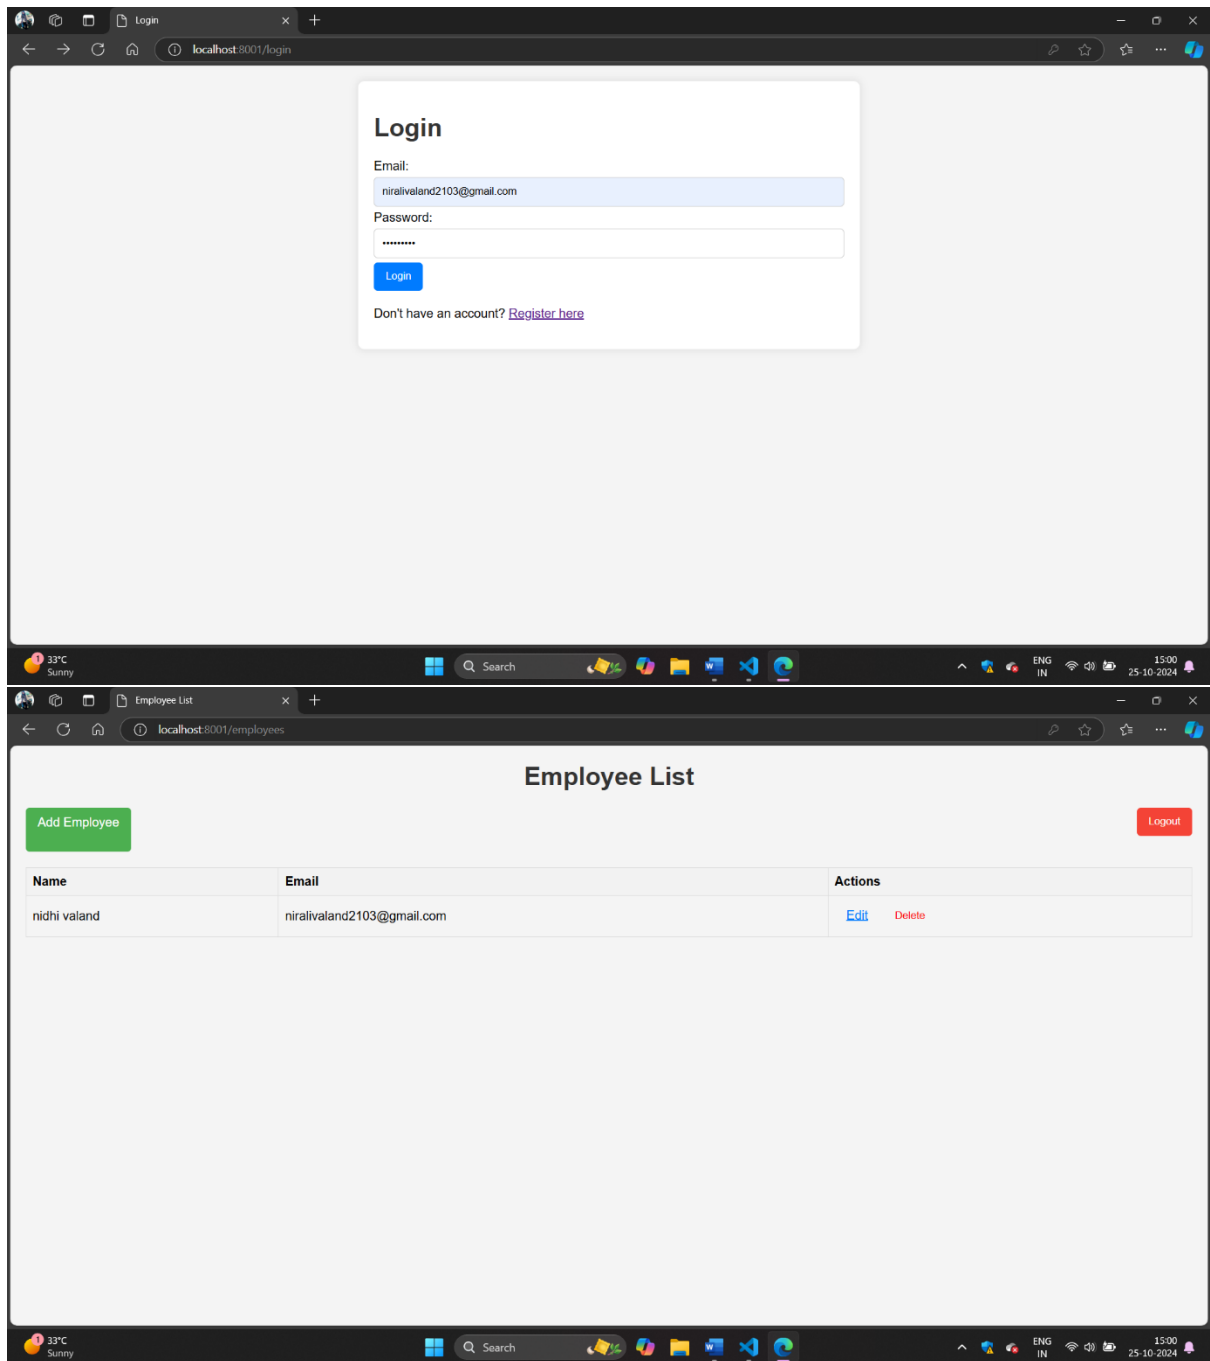 Login
localhost:8001/login
Login
Email:
niralivaland2103@gmail.com
Password:
•••••••••
Login
Don't have an account? Register here
1
33°C
Sunny
Search
ENG
IN
15:00
25-10-2024
Employee List
localhost:8001/employees
Employee List
Add Employee
Logout
Name Email Actions
nidhi valand niralivaland2103@gmail.com Edit Delete
1
33°C
Sunny
Search
ENG
IN
15:00
25-10-2024